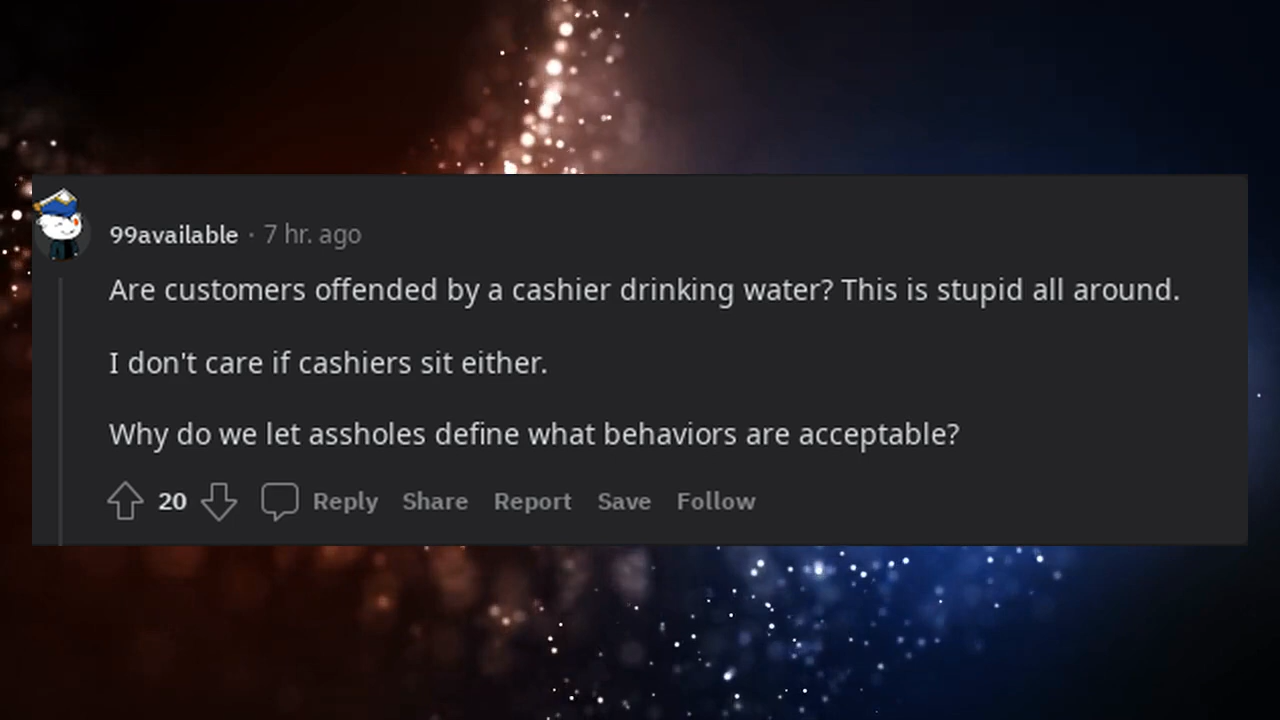 99available · 7 hr. ago
Are customers offended by a cashier drinking water? This is stupid all around.
I don't care if cashiers sit either.
Why do we let assholes define what behaviors are acceptable?
20 Reply Share Report Save Follow